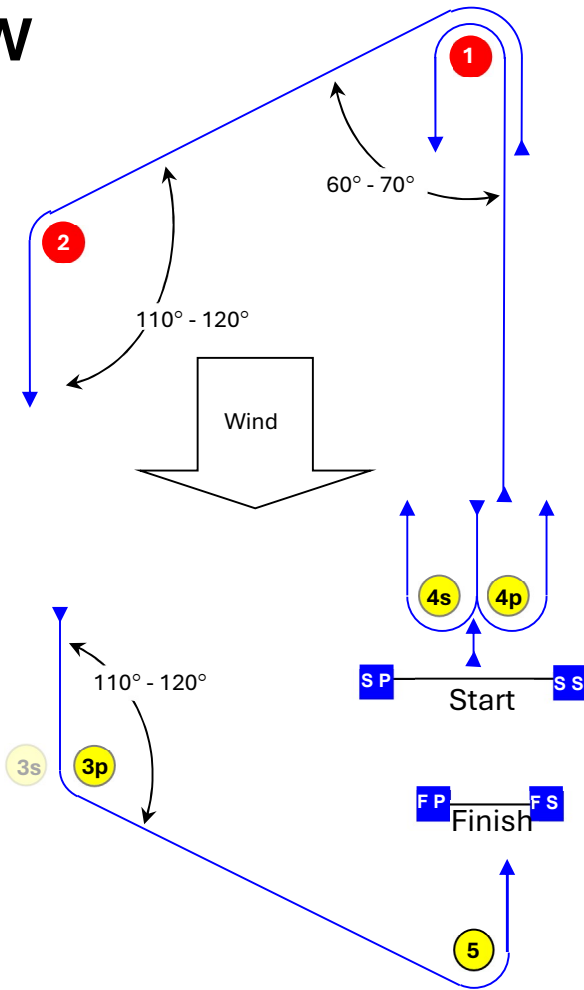 W
1
60° - 70°
2
110° - 120°
Wind
4s
4p
S P
S S
Start
110° - 120°
3s
3p
F P
F S
Finish
5